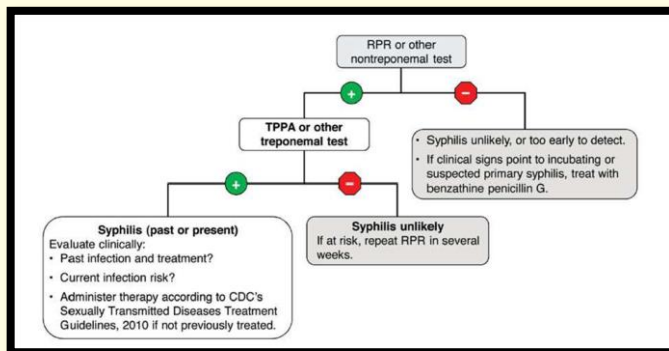 RPR or other
nontreponemal test
+
−
TPPA or other
treponemal test
• Syphilis unlikely, or too early to detect.
• If clinical signs point to incubating or
suspected primary syphilis, treat with
benzathine penicillin G.
+
−
Syphilis (past or present)
Evaluate clinically:
• Past infection and treatment?
• Current infection risk?
• Administer therapy according to CDC's
Sexually Transmitted Diseases Treatment
Guidelines, 2010 if not previously treated.
Syphilis unlikely
If at risk, repeat RPR in several
weeks.